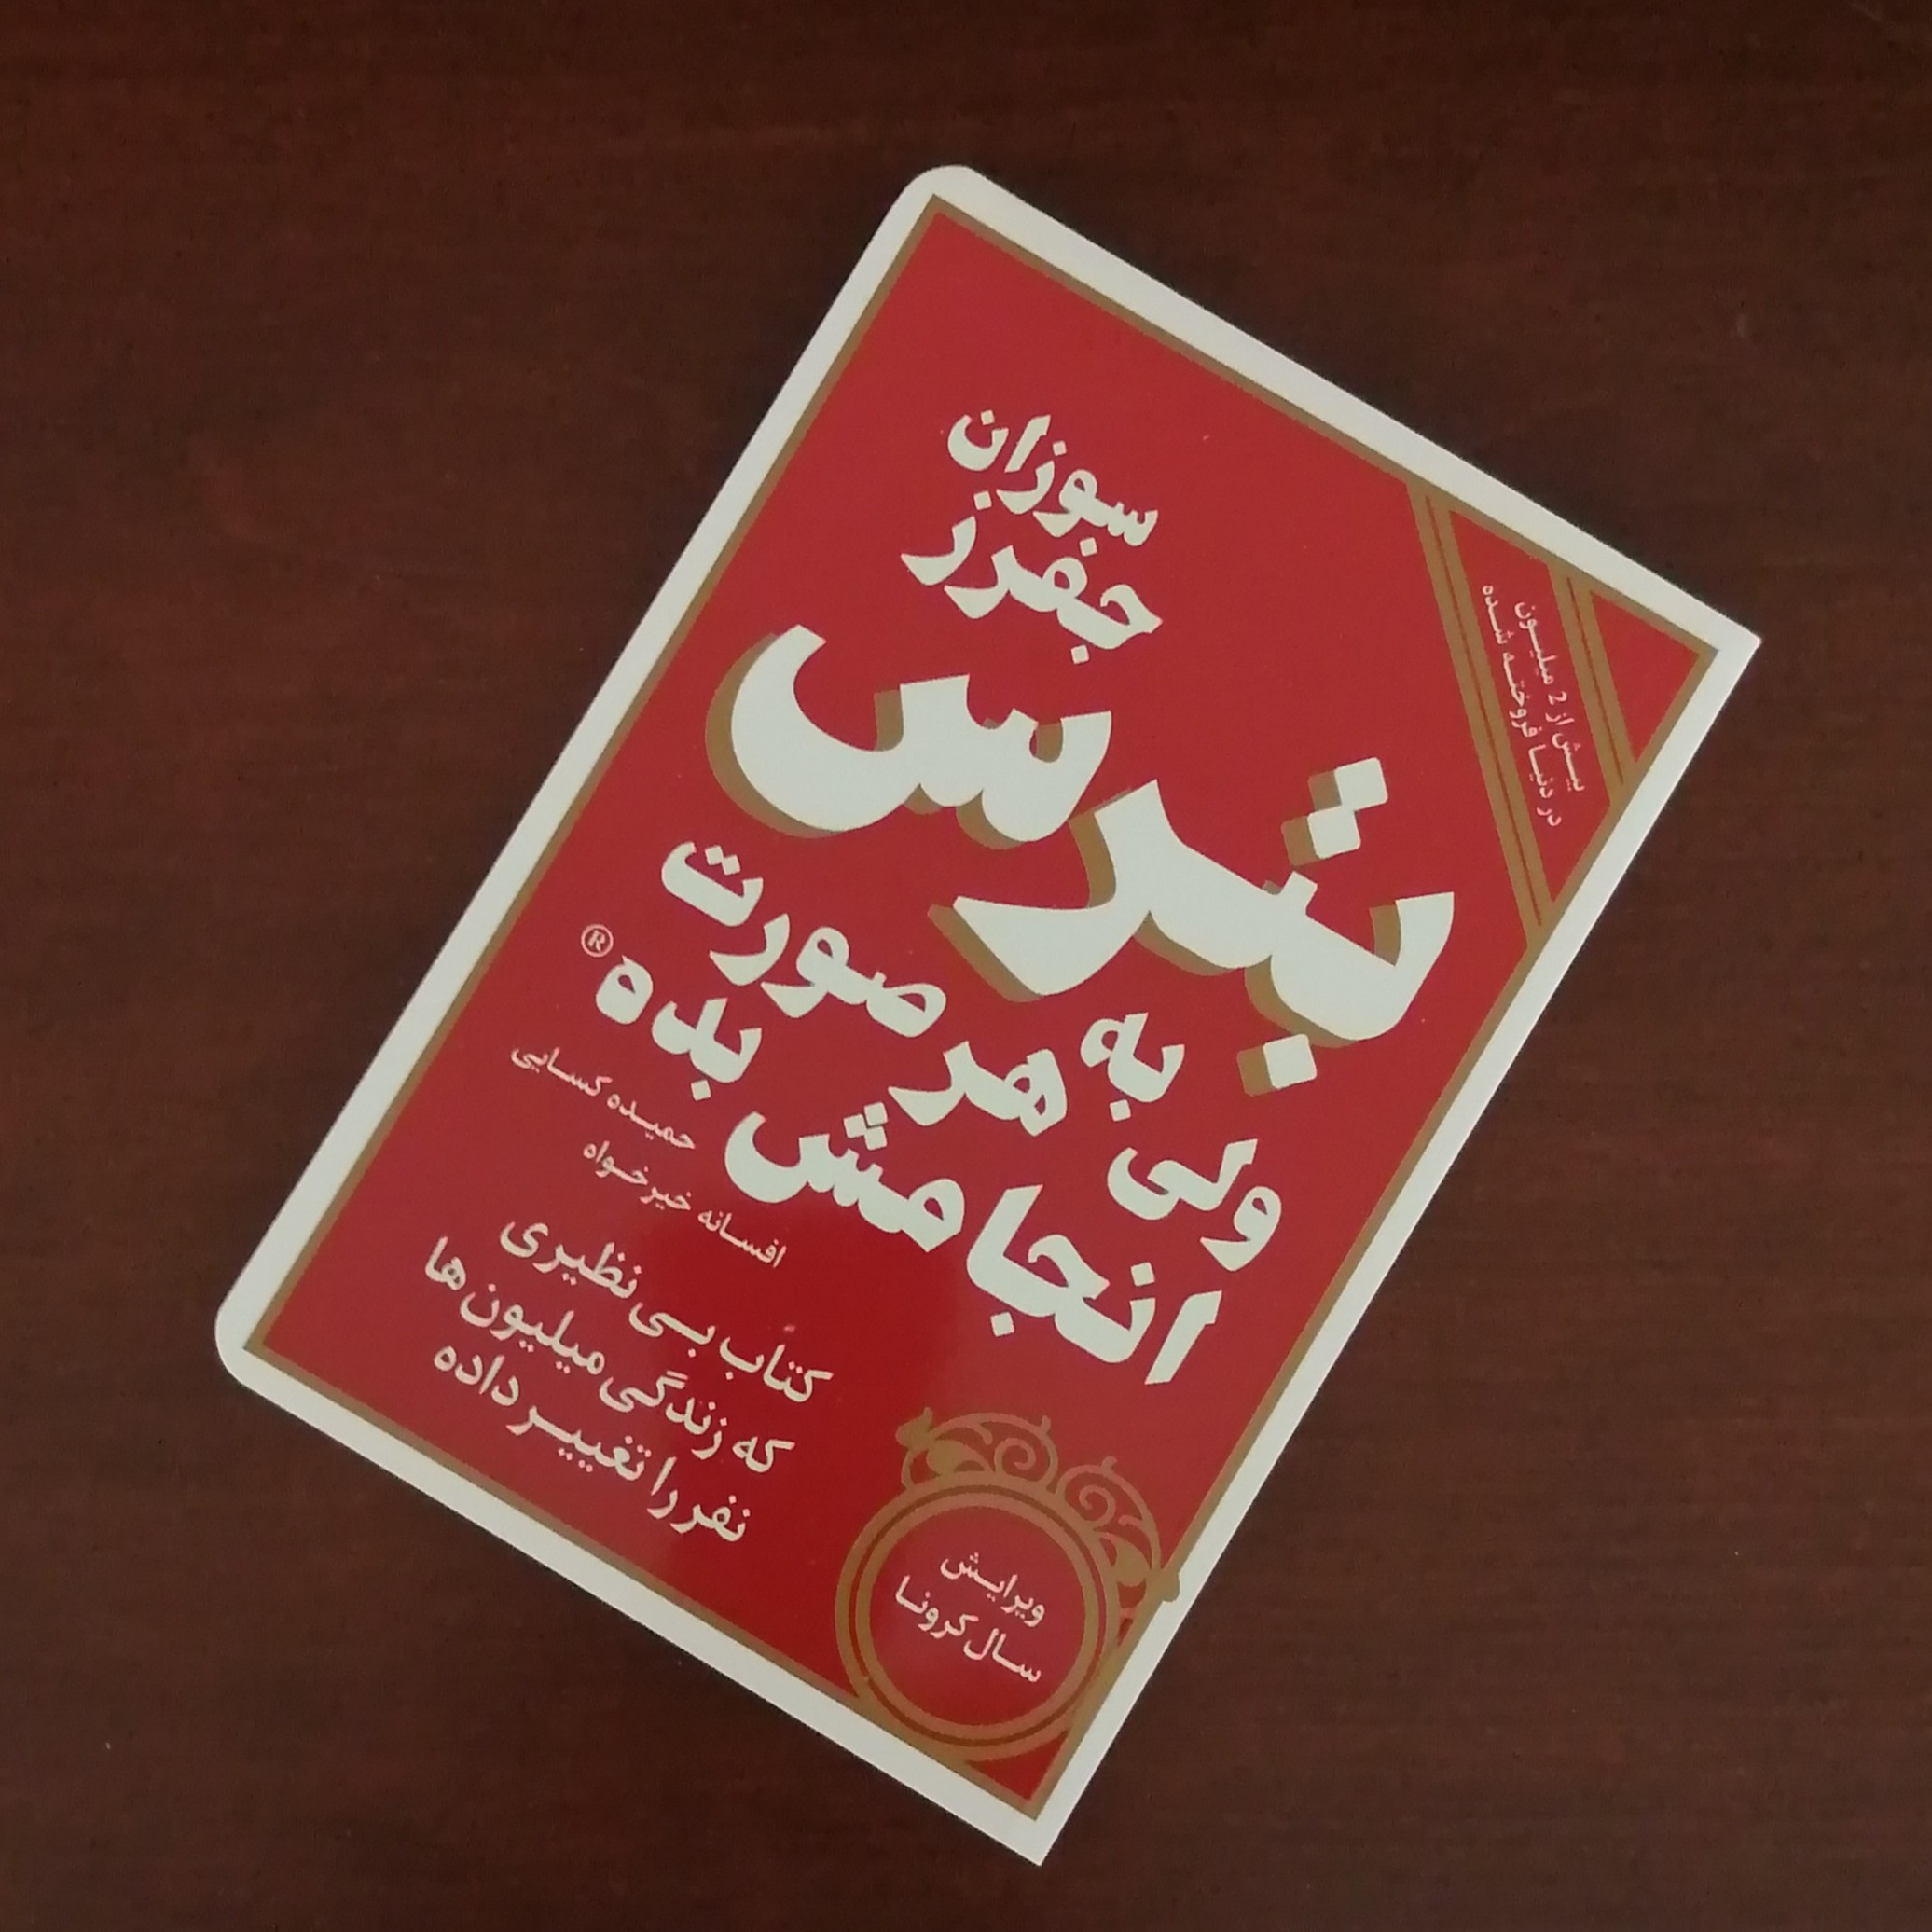 بیش از 2 میلیون
در دنیا فروخته شده
سوزان
جفرز
بترس
ولی به هر صورت
انجامش بده®
حمیده کسایی
افسانه خیرخواه
کتاب بی‌نظیری
که زندگی میلیون‌ها
نفر را تغییر داده
ویرایش
سال کرونا